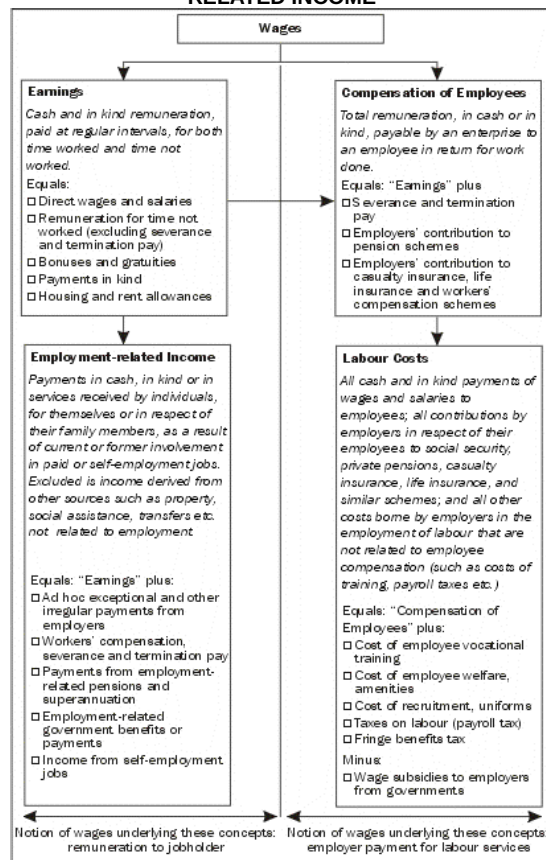 RELATED INCOME
Wages
Earnings
Cash and in kind remuneration,
paid at regular intervals, for both
time worked and time not
worked.
Equals:
Direct wages and salaries
Remuneration for time not
worked (excluding severance
and termination pay)
Bonuses and gratuities
Payments in kind
Housing and rent allowances
Compensation of Employees
Total remuneration, in cash or in
kind, payable by an enterprise to
an employee in return for work
done.
Equals: "Earnings" plus
Severance and termination
pay
Employers' contribution to
pension schemes
Employers' contribution to
casualty insurance, life
insurance and workers'
compensation schemes
Employment-related Income
Payments in cash, in kind or in
services received by individuals,
for themselves or in respect of
their family members, as a result
of current or former involvement
in paid or self-employment jobs.
Excluded is income derived from
other sources such as property,
social assistance, transfers etc.
not related to employment
Equals: "Earnings" plus:
Ad hoc exceptional and other
irregular payments from
employers
Workers' compensation,
severance and termination pay
Payments from employment-
related pensions and
superannuation
Employment-related
government benefits or
payments
Income from self-employment
jobs
Labour Costs
All cash and in kind payments of
wages and salaries to
employees; all contributions by
employers in respect of their
employees to social security,
private pensions, casualty
insurance, life insurance, and
similar schemes; and all other
costs borne by employers in the
employment of labour that are
not related to employee
compensation (such as costs of
training, payroll taxes etc.)
Equals: "Compensation of
Employees" plus:
Cost of employee vocational
training
Cost of employee welfare,
amenities
Cost of recruitment, uniforms
Taxes on labour (payroll tax)
Fringe benefits tax
Minus:
Wage subsidies to employers
from governments
Notion of wages underlying these concepts:
remuneration to jobholder
Notion of wages underlying these concepts:
employer payment for labour services